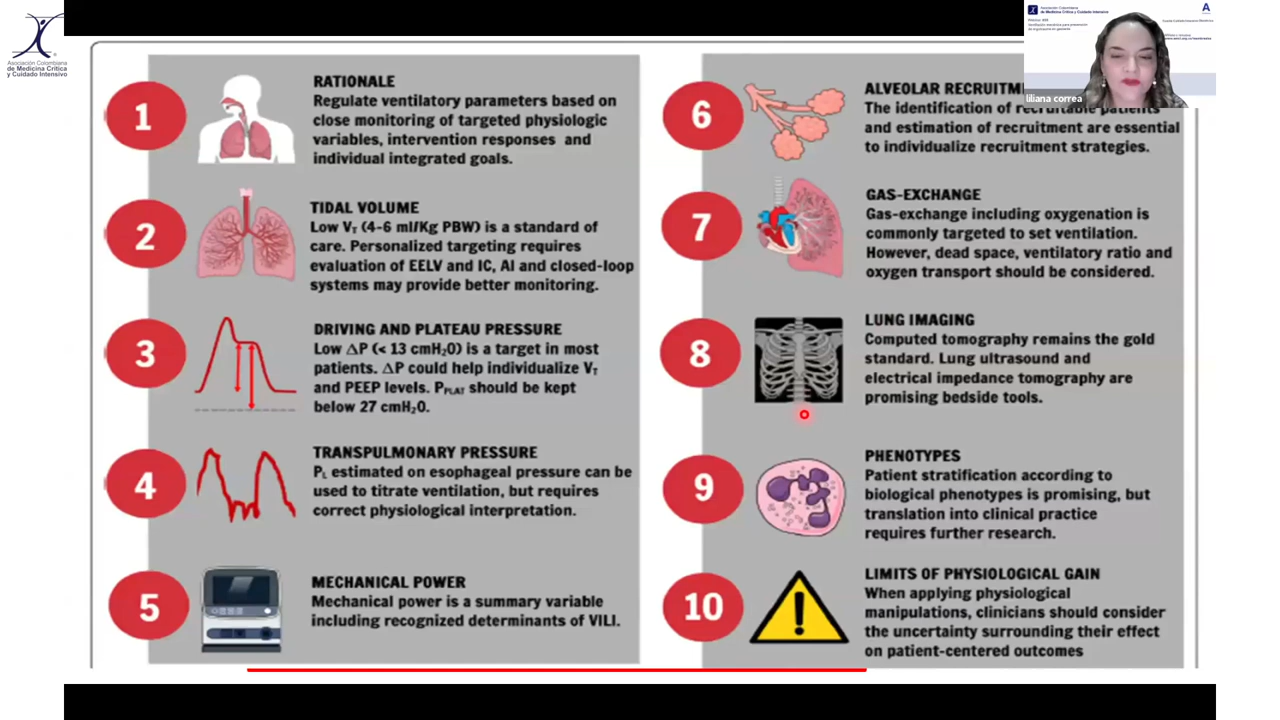 Asociación Colombiana
de Medicina Crítica
y Cuidado Intensivo
1
RATIONALE
Regulate ventilatory parameters based on
close monitoring of targeted physiologic
variables, intervention responses and
individual integrated goals.
2
TIDAL VOLUME
Low VT (4-6 ml/Kg PBW) is a standard of
care. Personalized targeting requires
evaluation of EELV and IC, AI and closed-loop
systems may provide better monitoring.
3
DRIVING AND PLATEAU PRESSURE
Low ΔP (< 13 cmH2O) is a target in most
patients. ΔP could help individualize VT
and PEEP levels. PPLAT should be kept
below 27 cmH2O.
4
TRANSPULMONARY PRESSURE
PL estimated on esophageal pressure can be
used to titrate ventilation, but requires
correct physiological interpretation.
5
MECHANICAL POWER
Mechanical power is a summary variable
including recognized determinants of VILI.
6
ALVEOLAR
The identification of recruitable patients
and estimation of recruitment are essential
to individualize recruitment strategies.
7
GAS-EXCHANGE
Gas-exchange including oxygenation is
commonly targeted to set ventilation.
However, dead space, ventilatory ratio and
oxygen transport should be considered.
8
LUNG IMAGING
Computed tomography remains the gold
standard. Lung ultrasound and
electrical impedance tomography are
promising bedside tools.
9
PHENOTYPES
Patient stratification according to
biological phenotypes is promising, but
translation into clinical practice
requires further research.
10
LIMITS OF PHYSIOLOGICAL GAIN
When applying physiological
manipulations, clinicians should consider
the uncertainty surrounding their effect
on patient-centered outcomes
Asociación Colombiana
de Medicina Crítica y Cuidado Intensivo
A
liliana correa